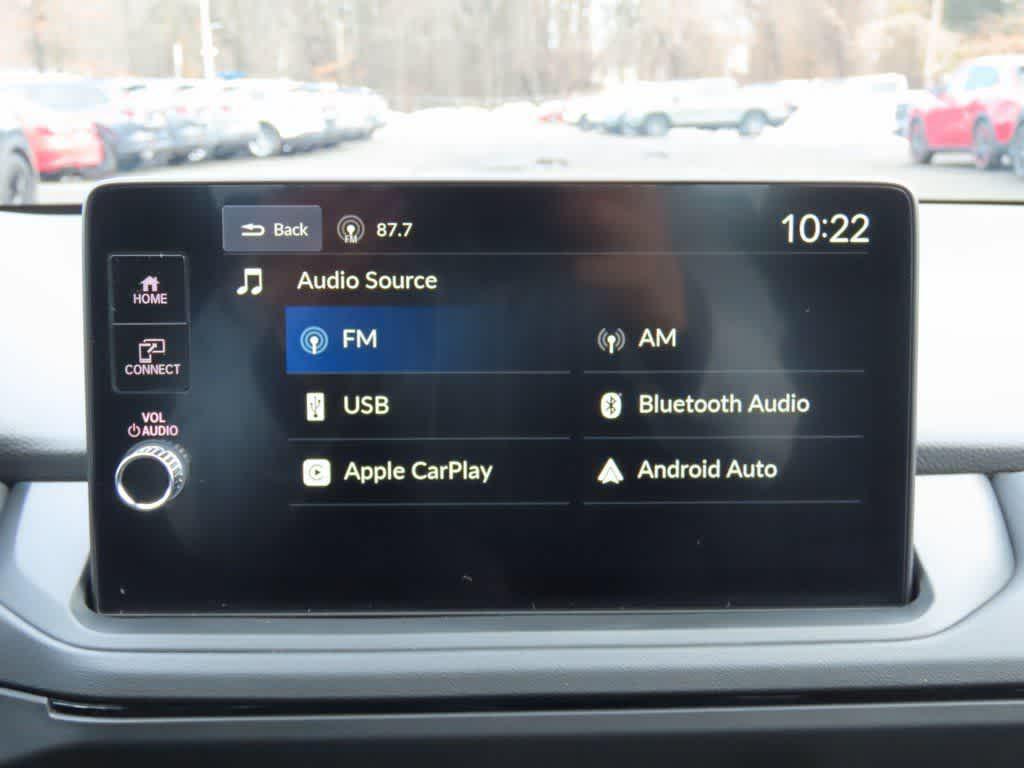 Back FM 87.7 10:22
HOME
Audio Source
FM AM
CONNECT
USB Bluetooth Audio
VOL
AUDIO
Apple CarPlay Android Auto